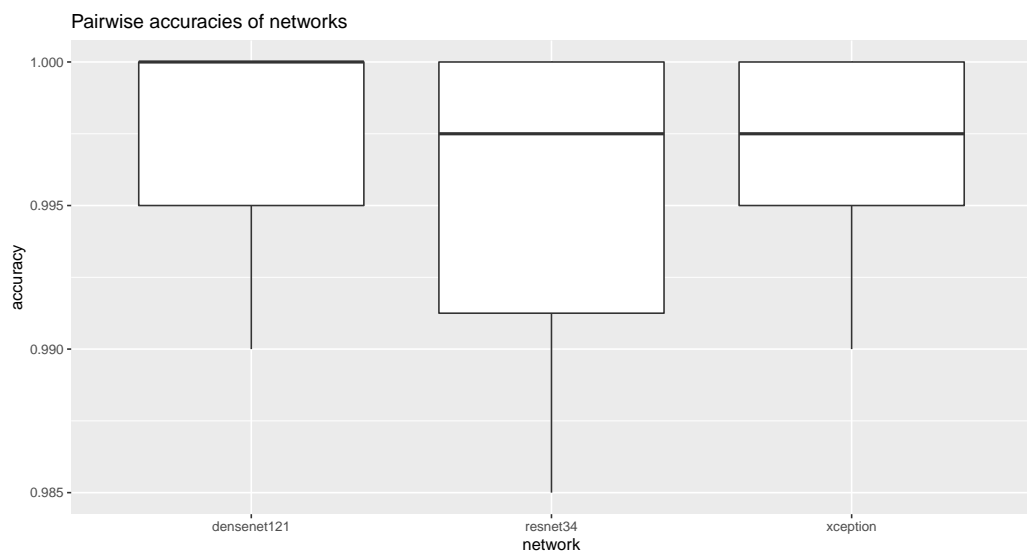 Pairwise accuracies of networks
1.000
0.995
0.990
0.985
accuracy
densenet121 resnet34 xception
network